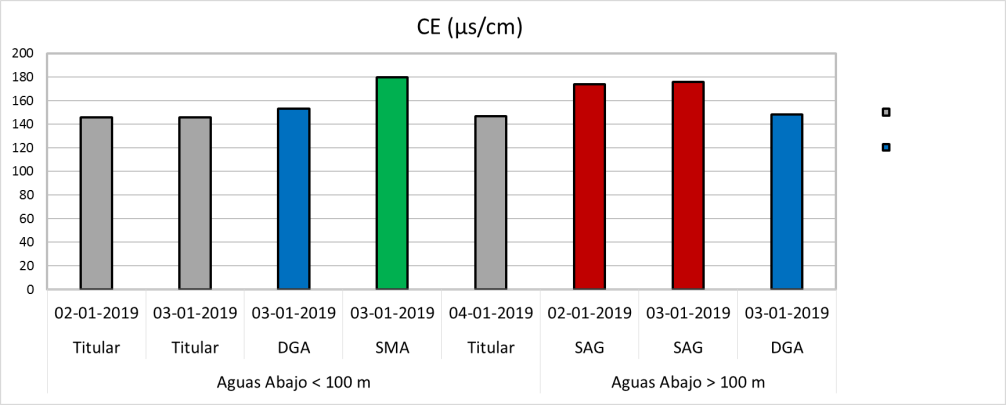 CE (µs/cm)
200
180
160
140
120
100
80
60
40
20
0
02-01-2019 03-01-2019 03-01-2019 03-01-2019 04-01-2019 02-01-2019 03-01-2019 03-01-2019
Titular Titular DGA SMA Titular SAG SAG DGA
Aguas Abajo < 100 m Aguas Abajo > 100 m